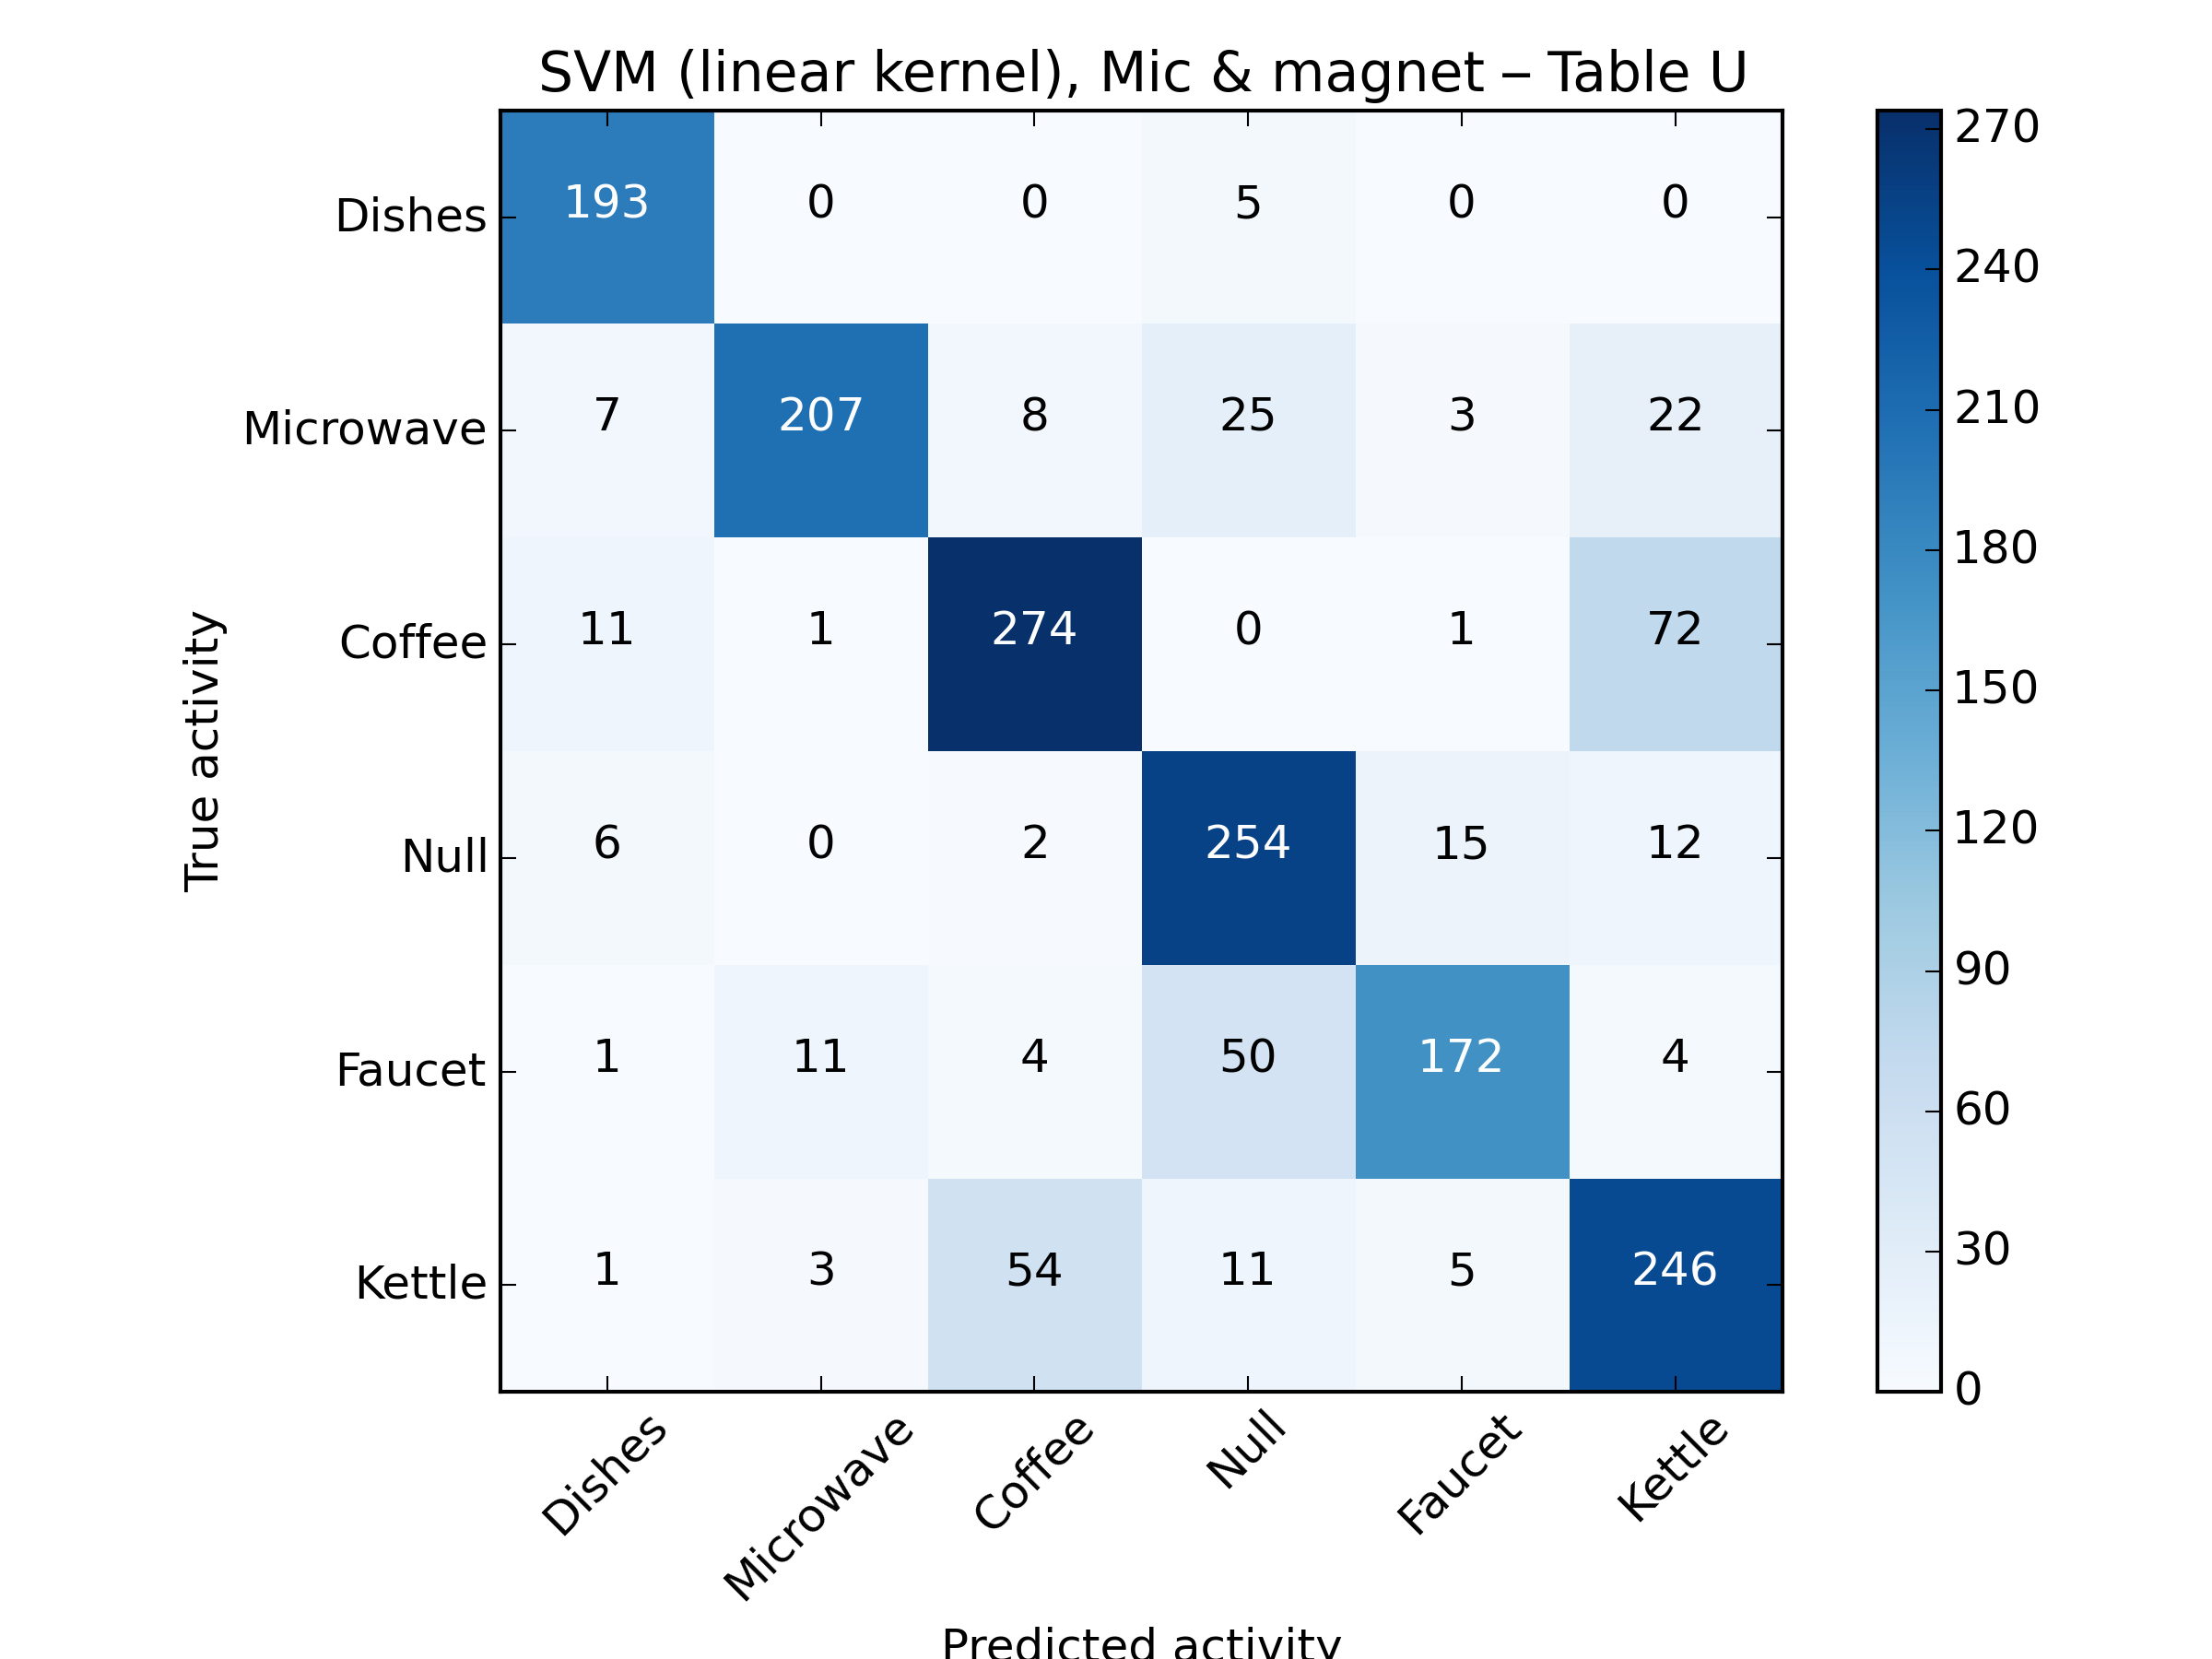 SVM (linear kernel), Mic & magnet – Table U
Dishes 193 0 0 5 0 0
Microwave 7 207 8 25 3 22
Coffee 11 1 274 0 1 72
Null 6 0 2 254 15 12
Faucet 1 11 4 50 172 4
Kettle 1 3 54 11 5 246
True activity
Dishes Microwave Coffee Null Faucet Kettle
Predicted activity
270
240
210
180
150
120
90
60
30
0